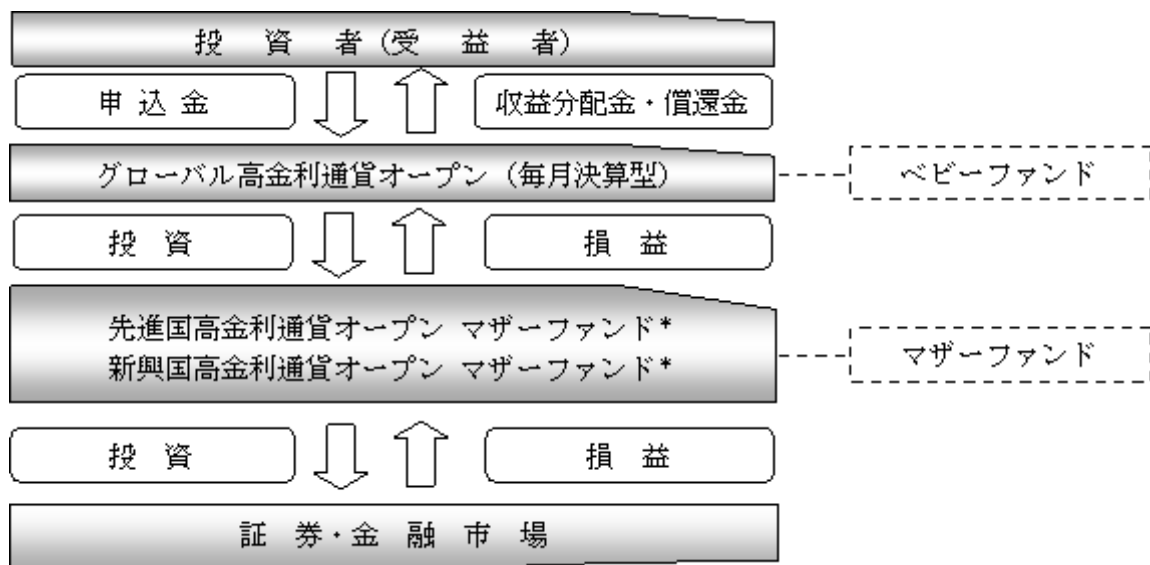 投資者(受益者)
申込金
収益分配金・償還金
グローバル高金利通貨オープン（毎月決算型）
ベビーファンド
投資
損益
先進国高金利通貨オープン マザーファンド*
新興国高金利通貨オープン マザーファンド*
マザーファンド
投資
損益
証券・金融市場